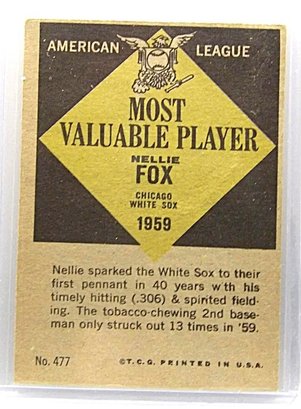 AMERICAN LEAGUE
MOST
VALUABLE PLAYER
NELLIE
FOX
CHICAGO
WHITE SOX
1959
Nellie sparked the White Sox to their
first pennant in 40 years with his
timely hitting (.306) & spirited field-
ing. The tobacco-chewing 2nd base-
man only struck out 13 times in '59.
No. 477 ©T.C.G. PRINTED IN U.S.A.